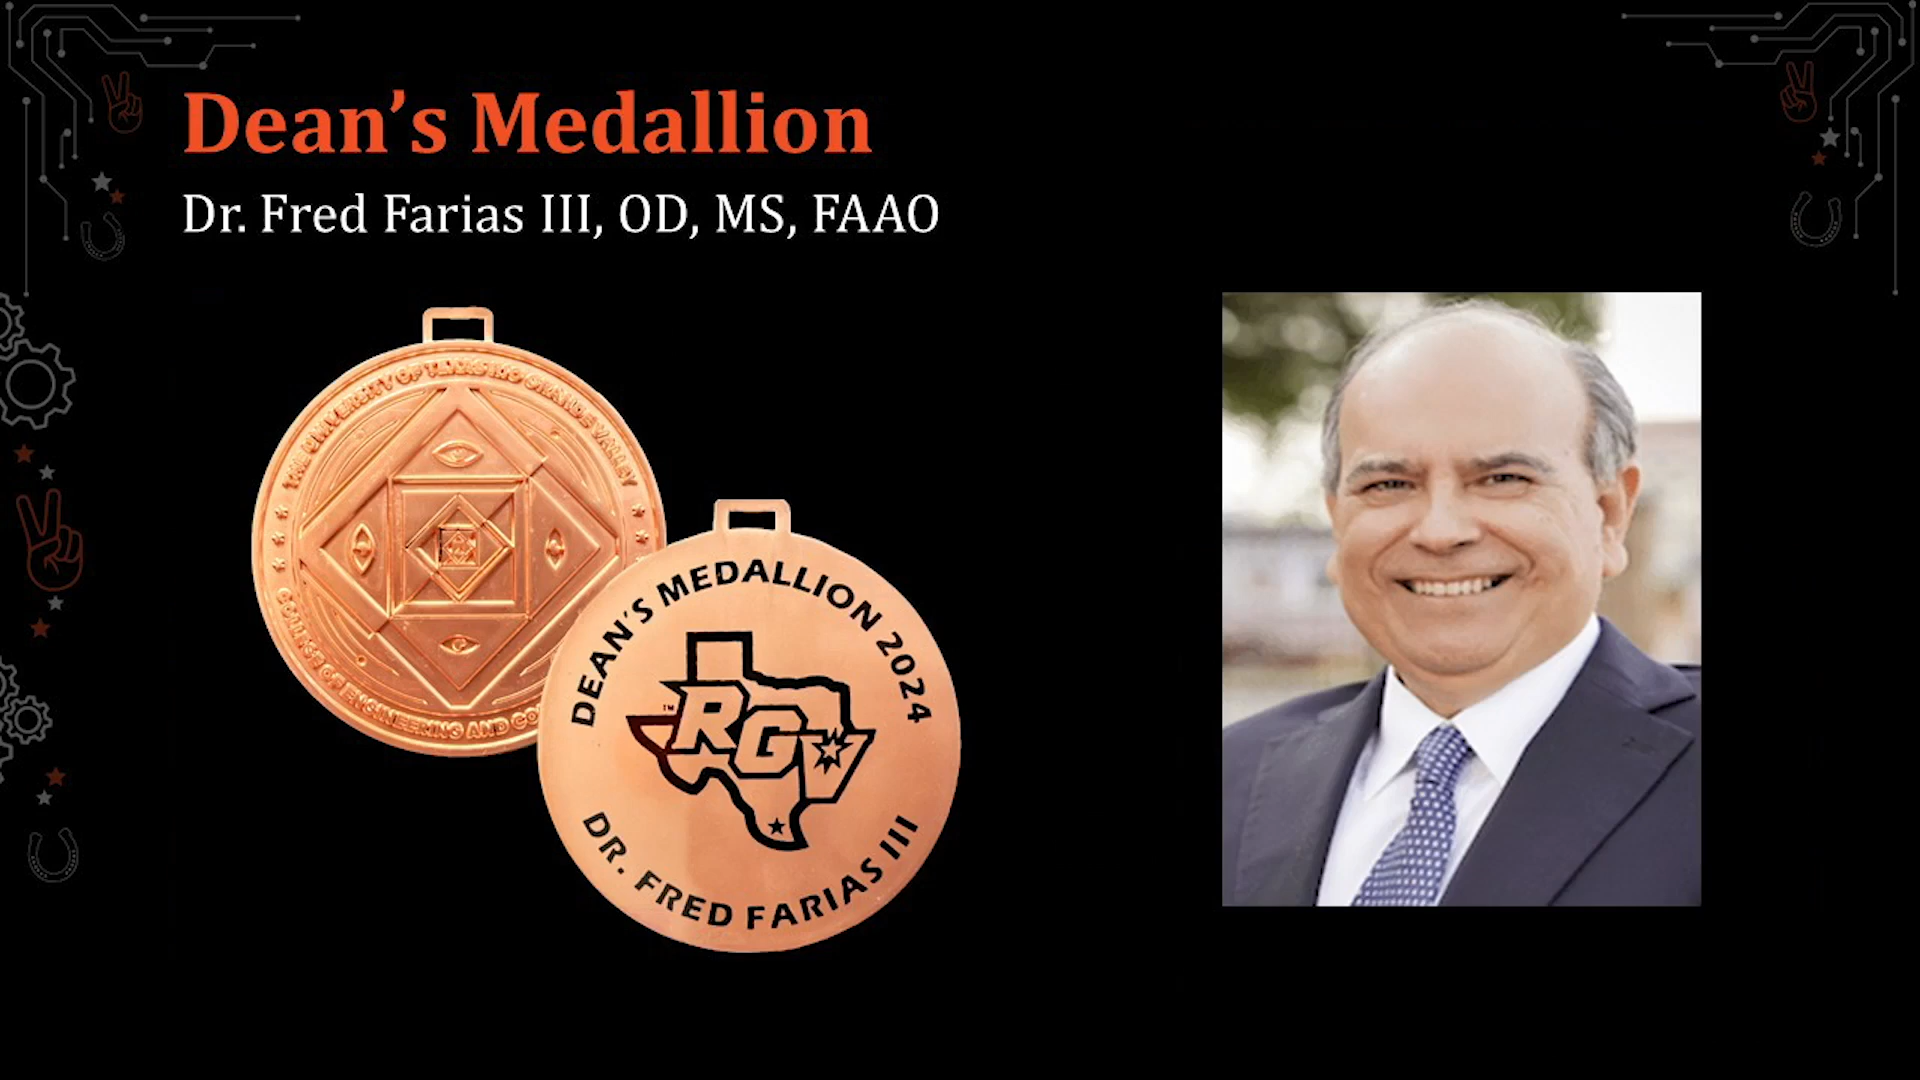 Dean's Medallion
Dr. Fred Farias III, OD, MS, FAAO
THE UNIVERSITY OF TEXAS RIO GRANDE VALLEY
COLLEGE OF ENGINEERING AND
DEAN'S MEDALLION 2024
TM
RGV
DR. FRED FARIAS III